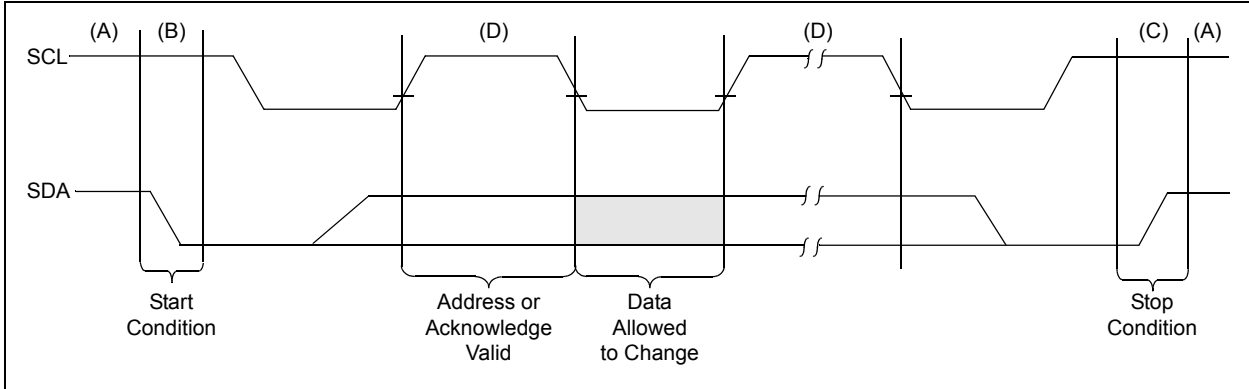 (A) (B) (D) (D) (C) (A)
SCL
SDA
Start
Condition
Address or
Acknowledge
Valid
Data
Allowed
to Change
Stop
Condition